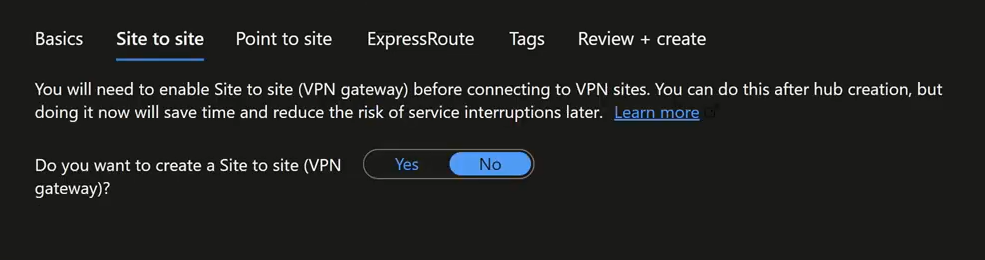 Basics Site to site Point to site ExpressRoute Tags Review + create
You will need to enable Site to site (VPN gateway) before connecting to VPN sites. You can do this after hub creation, but
doing it now will save time and reduce the risk of service interruptions later. Learn more
Do you want to create a Site to site (VPN
gateway)?
Yes No